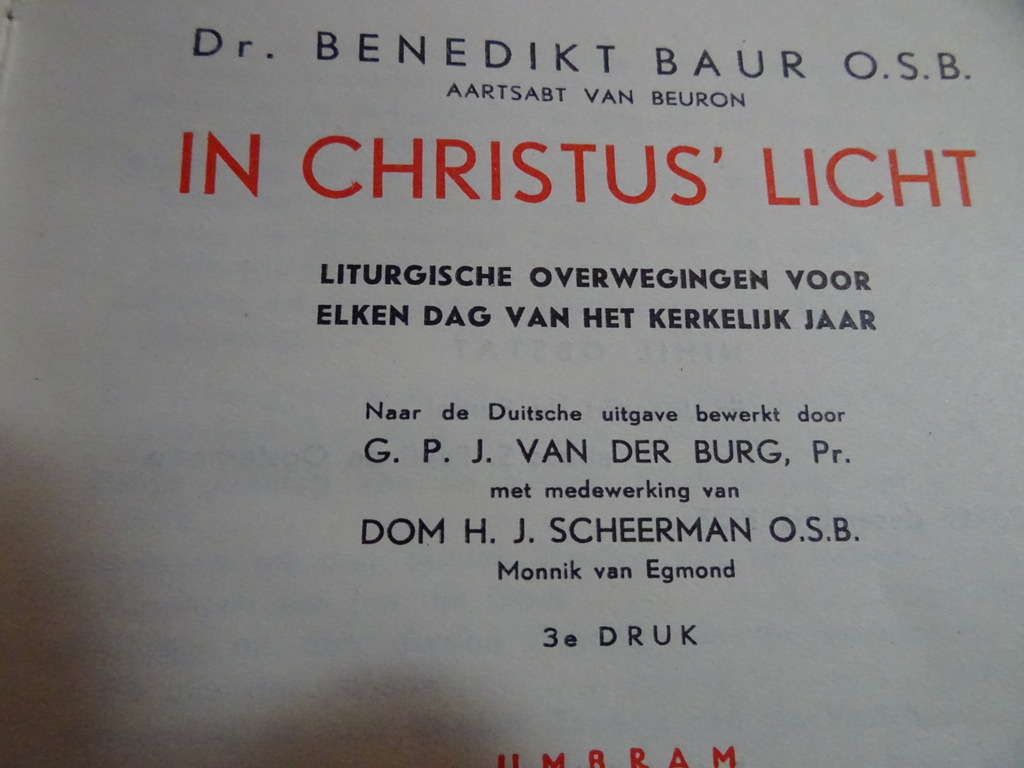 Dr. BENEDIKT BAUR O.S.B.
AARTSABT VAN BEURON
IN CHRISTUS' LICHT
LITURGISCHE OVERWEGINGEN VOOR
ELKEN DAG VAN HET KERKELIJK JAAR
Naar de Duitsche uitgave bewerkt door
G. P. J. VAN DER BURG, Pr.
met medewerking van
DOM H. J. SCHEERMAN O.S.B.
Monnik van Egmond
3e DRUK
UMBRAM